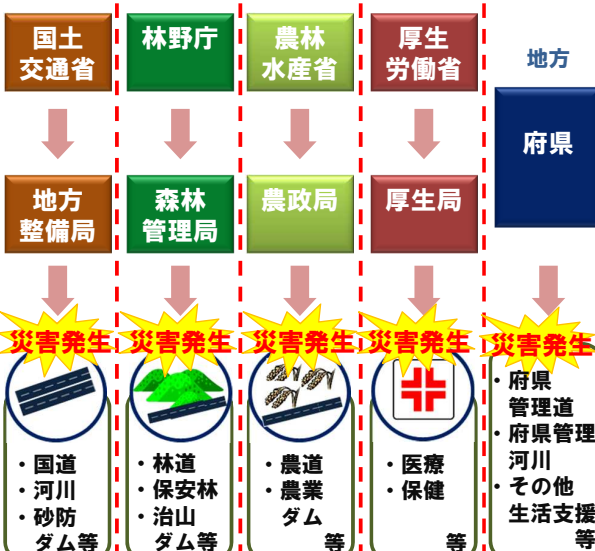 国土
交通省
地方
整備局
災害発生
・国道
・河川
・砂防
ダム等
林野庁
森林
管理局
災害発生
・林道
・保安林
・治山
ダム等
農林
水産省
農政局
災害発生
・農道
・農業
ダム
等
厚生
労働省
厚生局
災害発生
・医療
・保健
等
地方
府県
災害発生
・府県
管理道
・府県管理
河川
・その他
生活支援
等